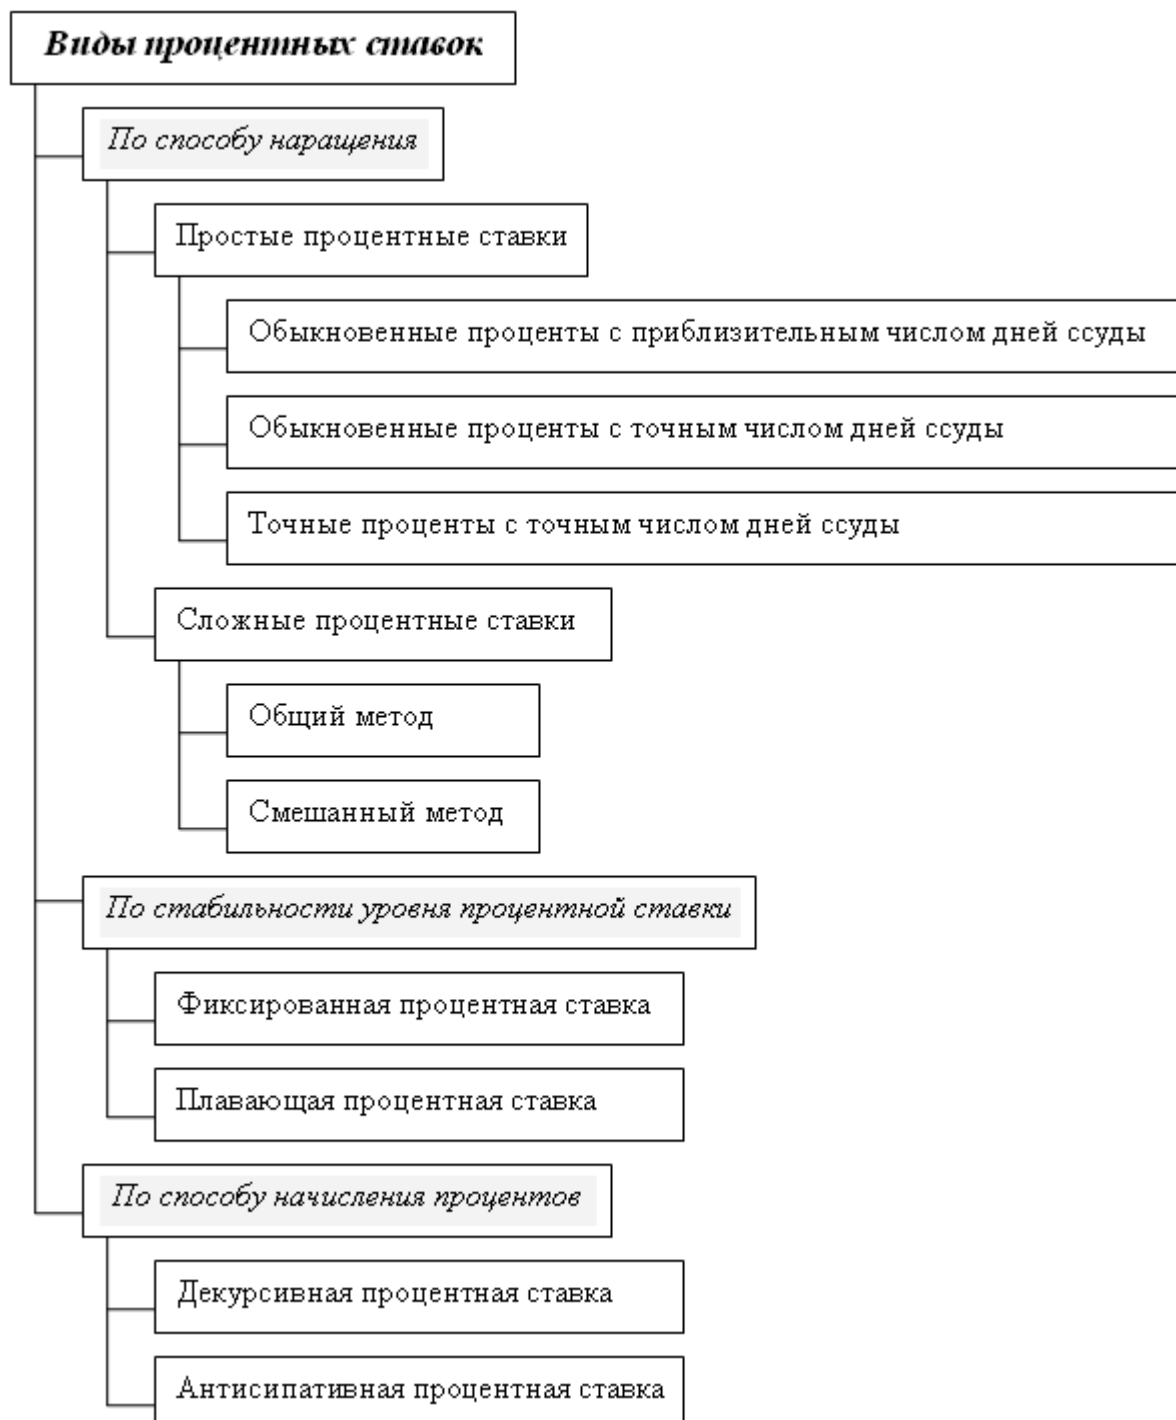 Виды процентных ставок
По способу наращения
Простые процентные ставки
Обыкновенные проценты с приблизительным числом дней ссуды
Обыкновенные проценты с точным числом дней ссуды
Точные проценты с точным числом дней ссуды
Сложные процентные ставки
Общий метод
Смешанный метод
По стабильности уровня процентной ставки
Фиксированная процентная ставка
Плавающая процентная ставка
По способу начисления процентов
Декурсивная процентная ставка
Антисипативная процентная ставка